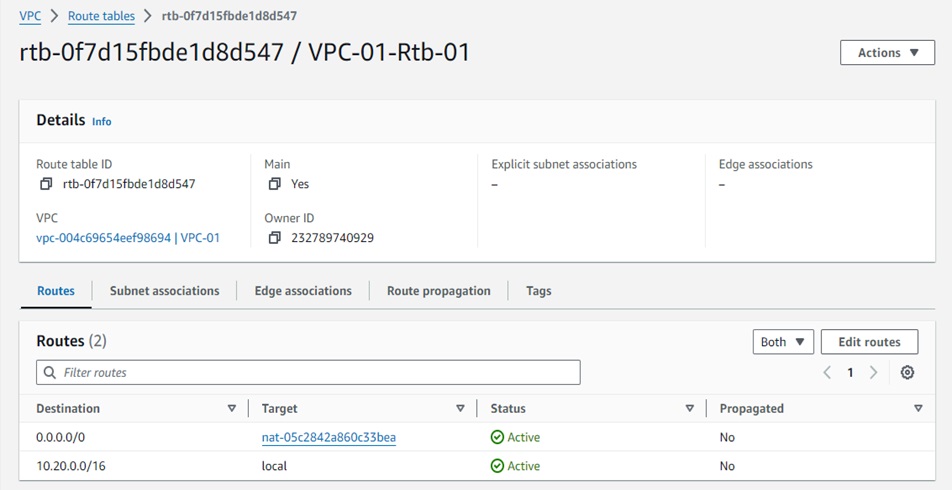 VPC > Route tables > rtb-0f7d15fbde1d8d547
rtb-0f7d15fbde1d8d547 / VPC-01-Rtb-01
Actions
Details Info
Route table ID Main Explicit subnet associations Edge associations
rtb-0f7d15fbde1d8d547 Yes – –
VPC Owner ID
vpc-004c69654eef98694 | VPC-01 232789740929
Routes Subnet associations Edge associations Route propagation Tags
Routes (2) Both Edit routes
Filter routes 1
Destination Target Status Propagated
0.0.0.0/0 nat-05c2842a860c33bea Active No
10.20.0.0/16 local Active No